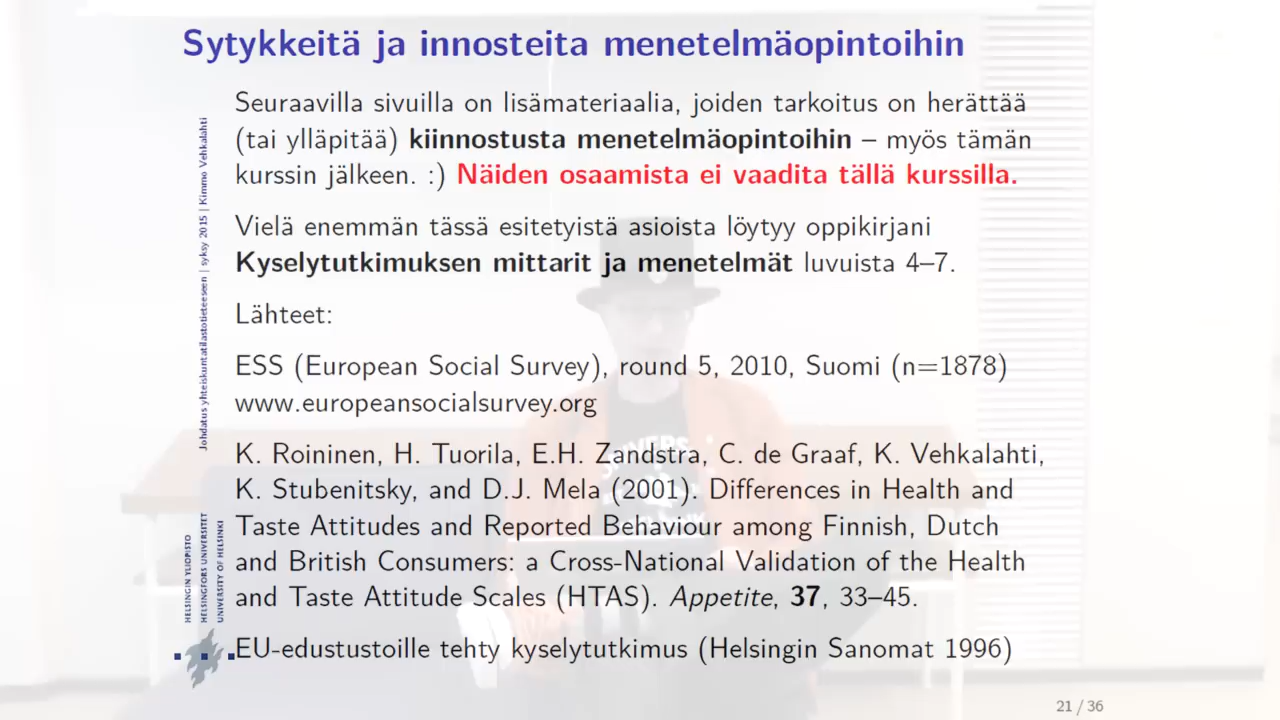 Sytykkeitä ja innosteita menetelmäopintoihin
Seuraavilla sivuilla on lisämateriaalia, joiden tarkoitus on herättää
(tai ylläpitää) kiinnostusta menetelmäopintoihin – myös tämän
kurssin jälkeen. :) Näiden osaamista ei vaadita tällä kurssilla.
Vielä enemmän tässä esitetyistä asioista löytyy oppikirjani
Kyselytutkimuksen mittarit ja menetelmät luvuista 4–7.
Lähteet:
ESS (European Social Survey), round 5, 2010, Suomi (n=1878)
www.europeansocialsurvey.org
K. Roininen, H. Tuorila, E.H. Zandstra, C. de Graaf, K. Vehkalahti,
K. Stubenitsky, and D.J. Mela (2001). Differences in Health and
Taste Attitudes and Reported Behaviour among Finnish, Dutch
and British Consumers: a Cross-National Validation of the Health
and Taste Attitude Scales (HTAS). Appetite, 37, 33–45.
EU-edustustoille tehty kyselytutkimus (Helsingin Sanomat 1996)
Johdatus yhteiskuntatilastotieteeseen | syksy 2015 | Kimmo Vehkalahti
HELSINGIN YLIOPISTO
HELSINGFORS UNIVERSITET
UNIVERSITY OF HELSINKI
21 / 36